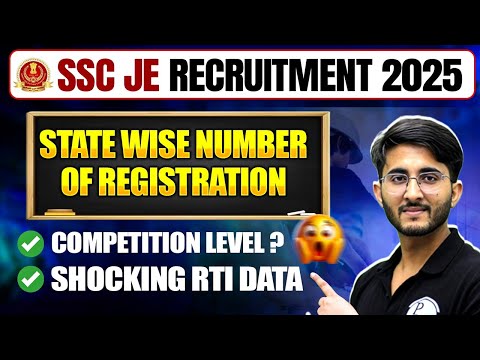 SSC JE RECRUITMENT 2025
STATE WISE NUMBER
OF REGISTRATION
COMPETITION LEVEL ?
SHOCKING RTI DATA
P